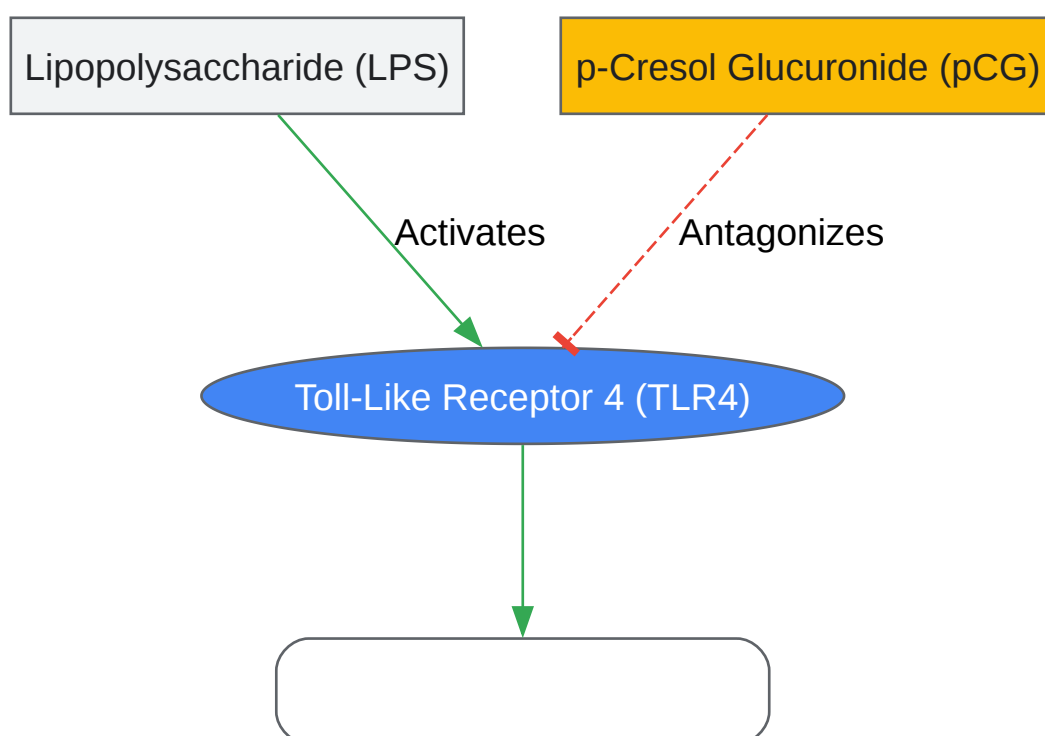 Lipopolysaccharide (LPS)
p-Cresol Glucuronide (pCG)
Activates
Antagonizes
Toll-Like Receptor 4 (TLR4)